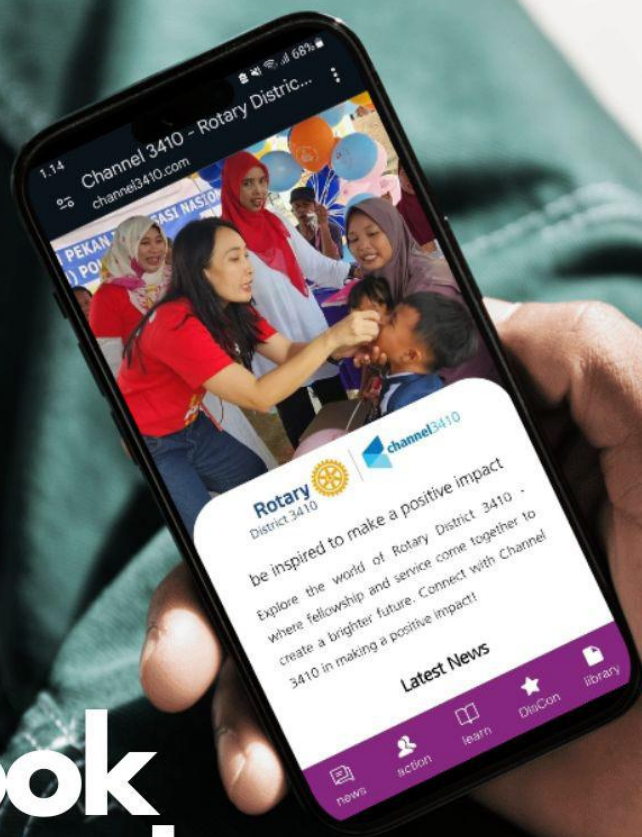 1.14
68%
Channel 3410 - Rotary Distric...
channel3410.com
PEKAN
NASI
Rotary
District 3410
channel3410
be inspired to make a positive impact
Explore the world of Rotary District 3410 -
where fellowship and service come together to
create a brighter future. Connect with Channel
3410 in making a positive impact!
Latest News
news
action
learn
DisCon
library
ook